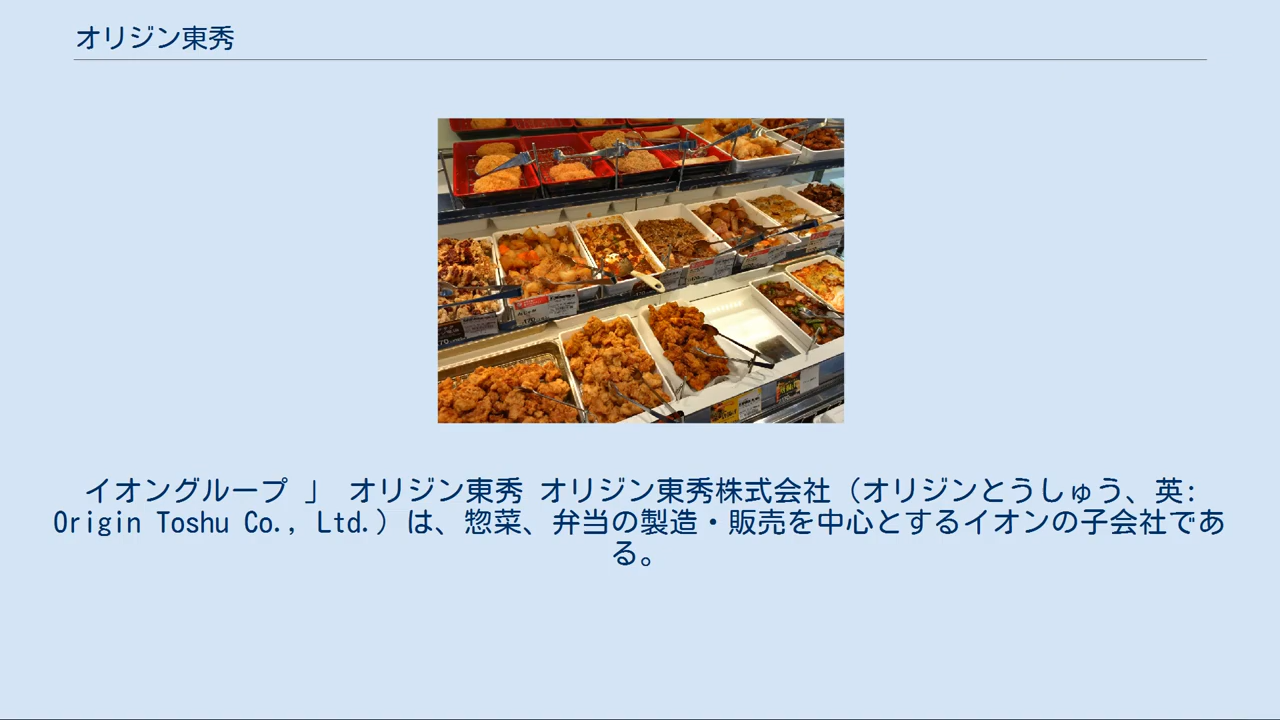 オリジン東秀
イオングループ 」 オリジン東秀 オリジン東秀株式会社（オリジンとうしゅう、英:
Origin Toshu Co., Ltd.）は、惣菜、弁当の製造・販売を中心とするイオンの子会社であ
る。